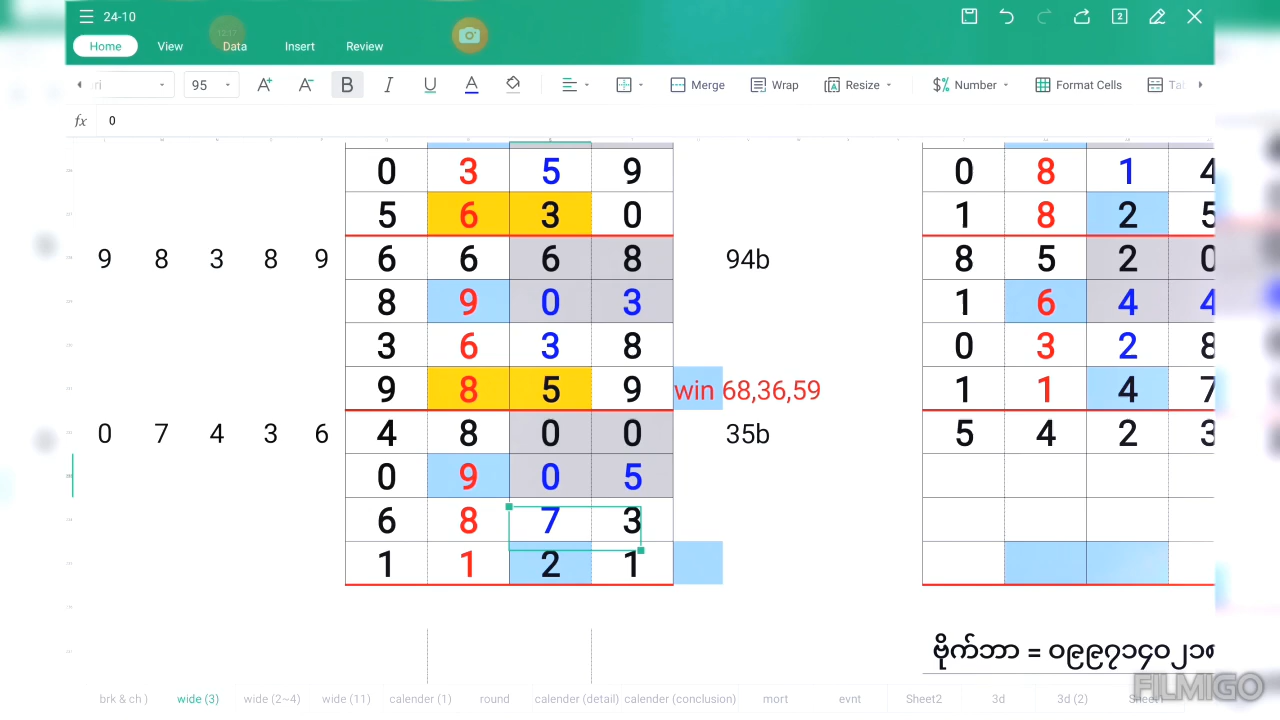 24-10
12:17
2
Home View Data Insert Review
95 A+ A- B I U A Merge Wrap Resize Number Format Cells
fx 0
0 3 5 9 0 8 1 4
5 6 3 0 1 8 2 5
9 8 3 8 9 6 6 6 8 94b 8 5 2 0
8 9 0 3 1 6 4 4
3 6 3 8 0 3 2 8
9 8 5 9 win 68,36,59 1 1 4 7
0 7 4 3 6 4 8 0 0 35b 5 4 2 3
0 9 0 5
6 8 7 3
1 1 2 1
ဗိုက်ဘာ = ၀၉၉၇၁၄၀၂၁
brk & ch ) wide (3) wide (2~4) wide (11) calender (1) round calender (detail) calender (conclusion) mort evnt Sheet2 3d 3d (2)
FILMIGO